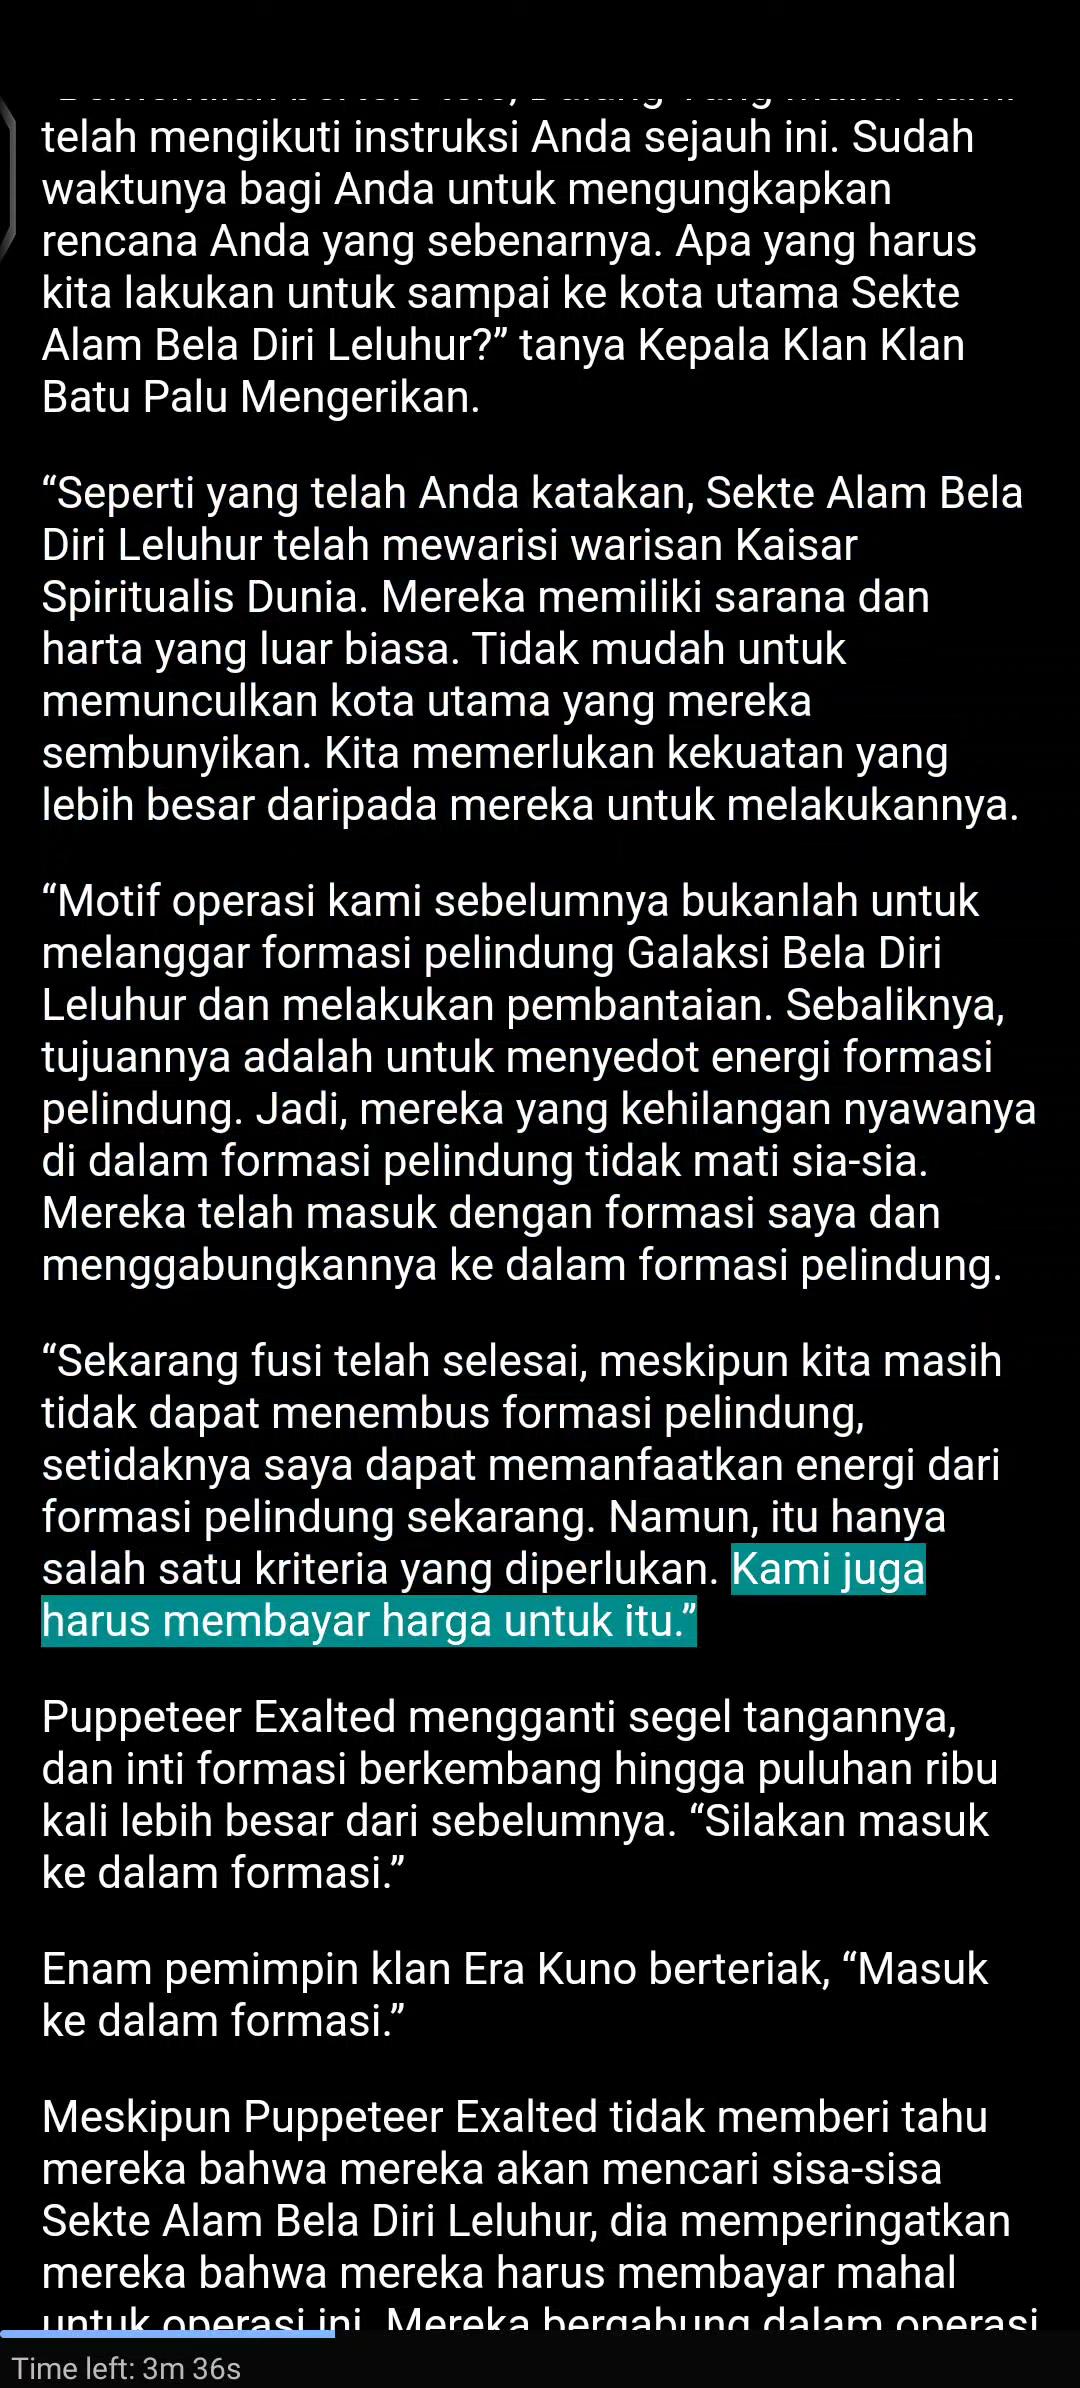 telah mengikuti instruksi Anda sejauh ini. Sudah
waktunya bagi Anda untuk mengungkapkan
rencana Anda yang sebenarnya. Apa yang harus
kita lakukan untuk sampai ke kota utama Sekte
Alam Bela Diri Leluhur?” tanya Kepala Klan Klan
Batu Palu Mengerikan.
“Seperti yang telah Anda katakan, Sekte Alam Bela
Diri Leluhur telah mewarisi warisan Kaisar
Spiritualis Dunia. Mereka memiliki sarana dan
harta yang luar biasa. Tidak mudah untuk
memunculkan kota utama yang mereka
sembunyikan. Kita memerlukan kekuatan yang
lebih besar daripada mereka untuk melakukannya.
“Motif operasi kami sebelumnya bukanlah untuk
melanggar formasi pelindung Galaksi Bela Diri
Leluhur dan melakukan pembantaian. Sebaliknya,
tujuannya adalah untuk menyedot energi formasi
pelindung. Jadi, mereka yang kehilangan nyawanya
di dalam formasi pelindung tidak mati sia-sia.
Mereka telah masuk dengan formasi saya dan
menggabungkannya ke dalam formasi pelindung.
“Sekarang fusi telah selesai, meskipun kita masih
tidak dapat menembus formasi pelindung,
setidaknya saya dapat memanfaatkan energi dari
formasi pelindung sekarang. Namun, itu hanya
salah satu kriteria yang diperlukan. Kami juga
harus membayar harga untuk itu.”
Puppeteer Exalted mengganti segel tangannya,
dan inti formasi berkembang hingga puluhan ribu
kali lebih besar dari sebelumnya. “Silakan masuk
ke dalam formasi.”
Enam pemimpin klan Era Kuno berteriak, “Masuk
ke dalam formasi.”
Meskipun Puppeteer Exalted tidak memberi tahu
mereka bahwa mereka akan mencari sisa-sisa
Sekte Alam Bela Diri Leluhur, dia memperingatkan
mereka bahwa mereka harus membayar mahal
untuk operasi ini. Mereka bergabung dalam operasi
Time left: 3m 36s